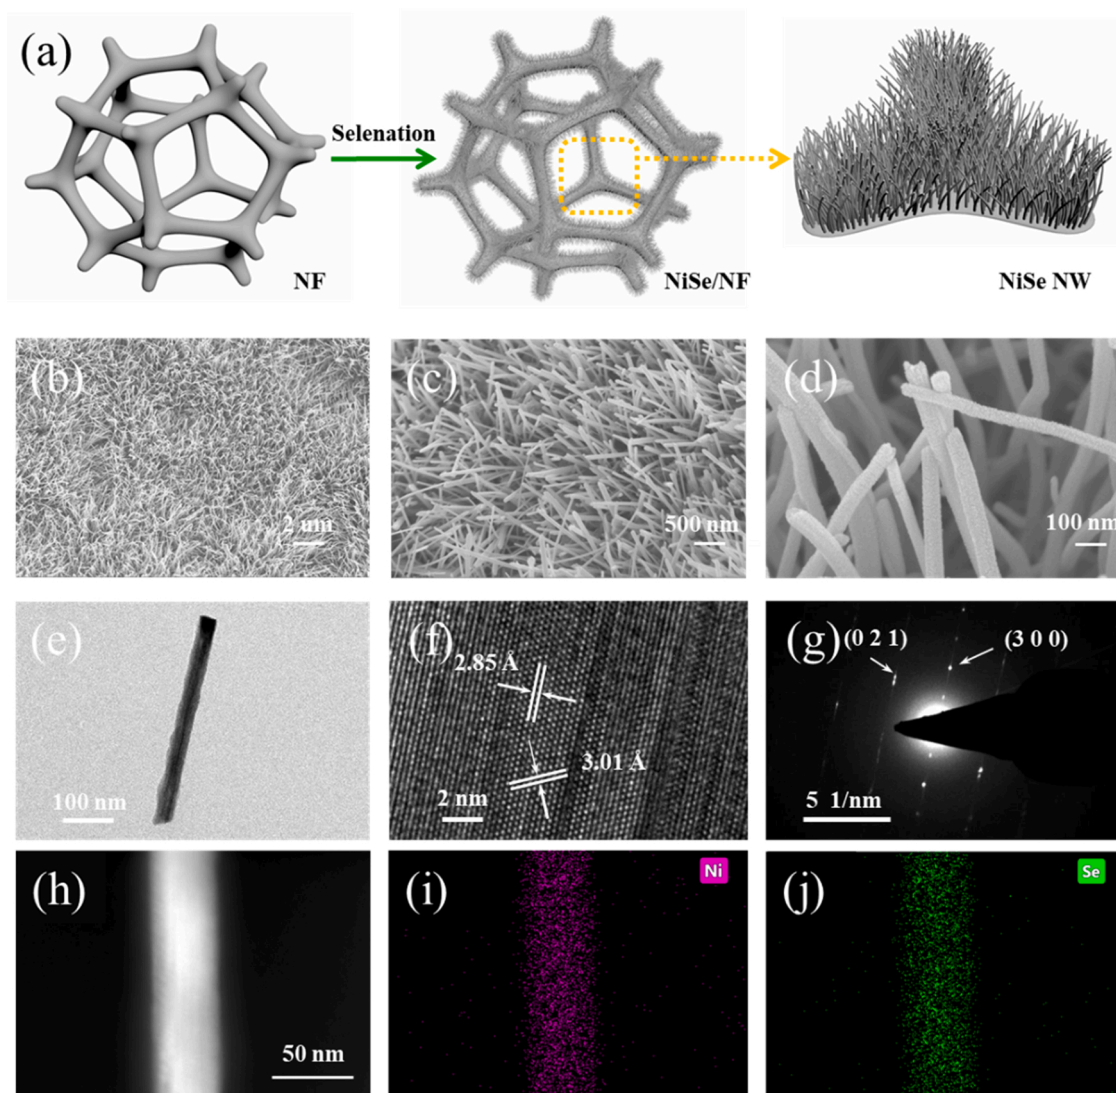 (a)
Selenation
NF
NiSe/NF
NiSe NW
(b)
2 um
(c)
500 nm
(d)
100 nm
(e)
100 nm
(f)
2.85 Å
3.01 Å
2 nm
(g)
(0 2 1)
(3 0 0)
5 1/nm
(h)
50 nm
(i)
Ni
(j)
Se